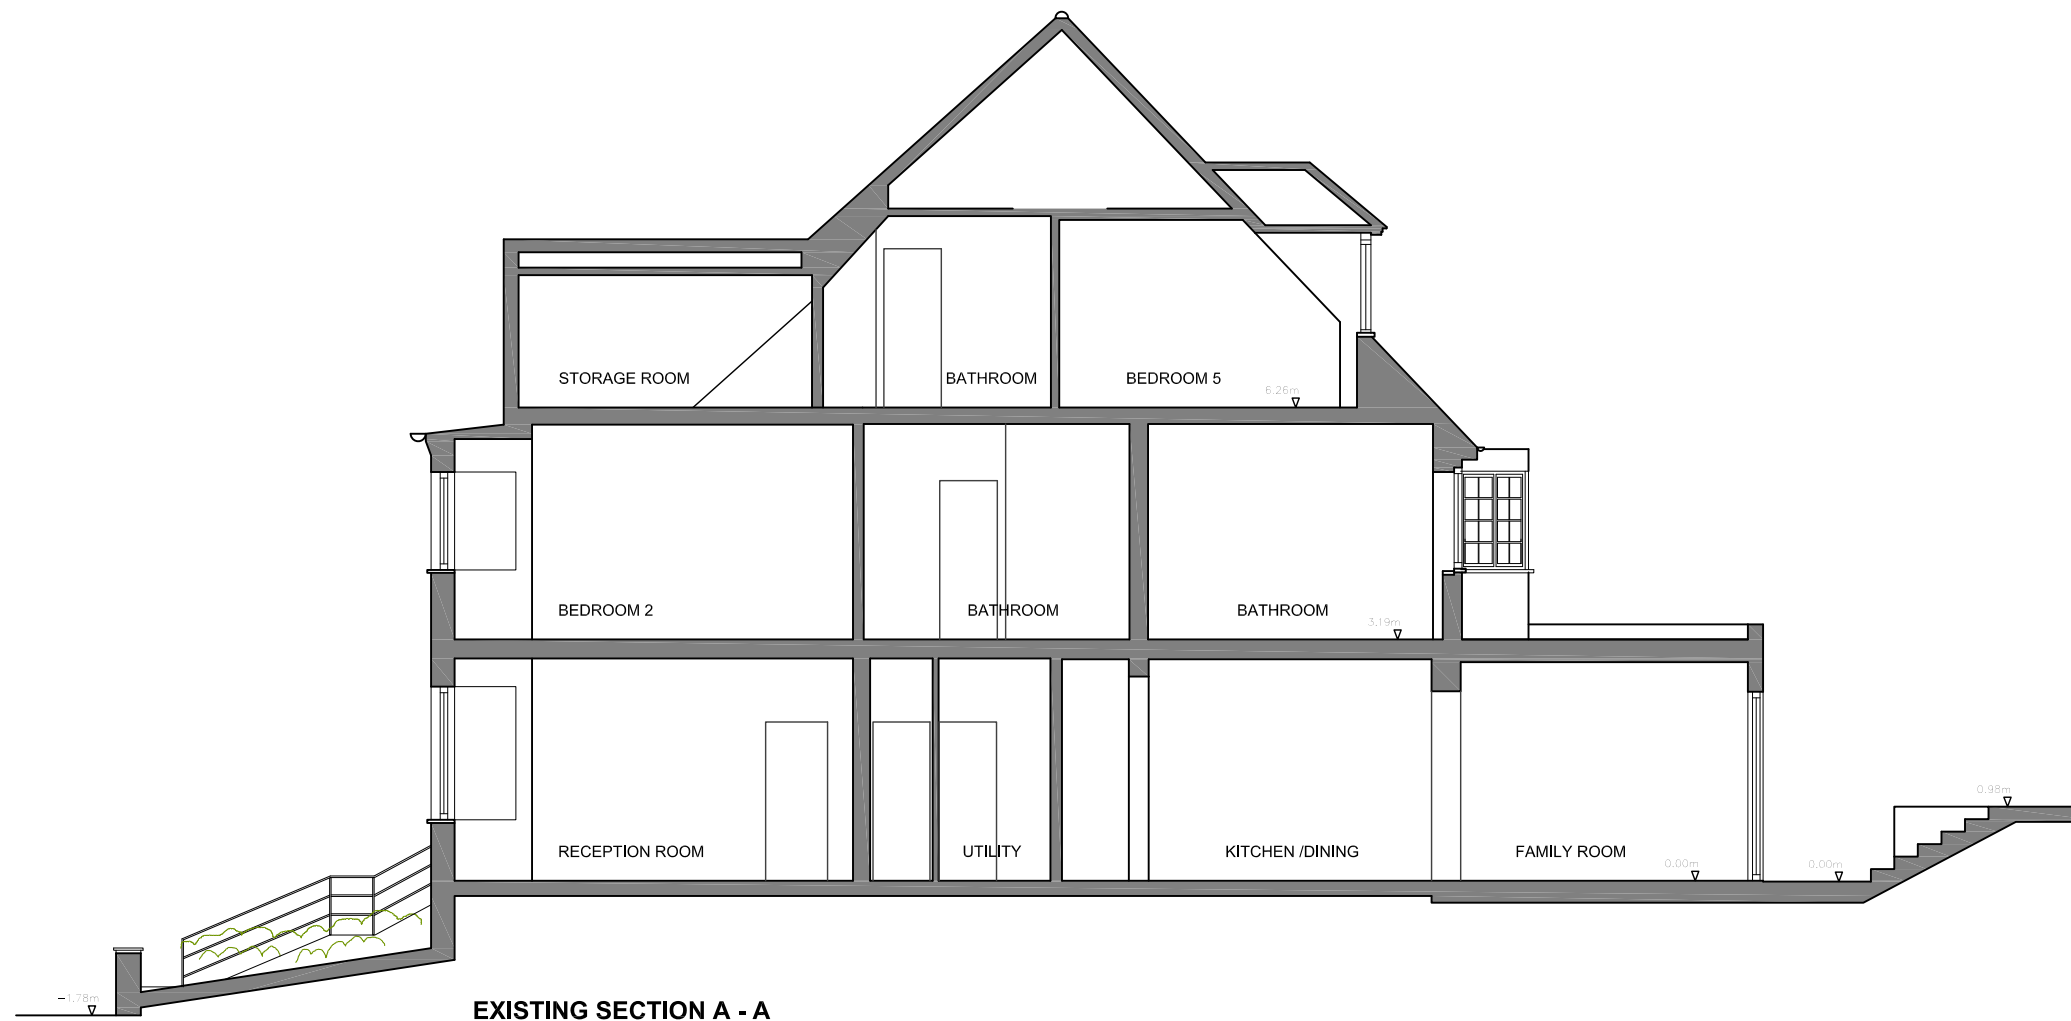 STORAGE ROOM
BATHROOM
BEDROOM 5
6.26m
BEDROOM 2
BATHROOM
BATHROOM
3.19m
RECEPTION ROOM
UTILITY
KITCHEN /DINING
FAMILY ROOM
0.00m
0.00m
0.98m
-1.78m
EXISTING SECTION A - A